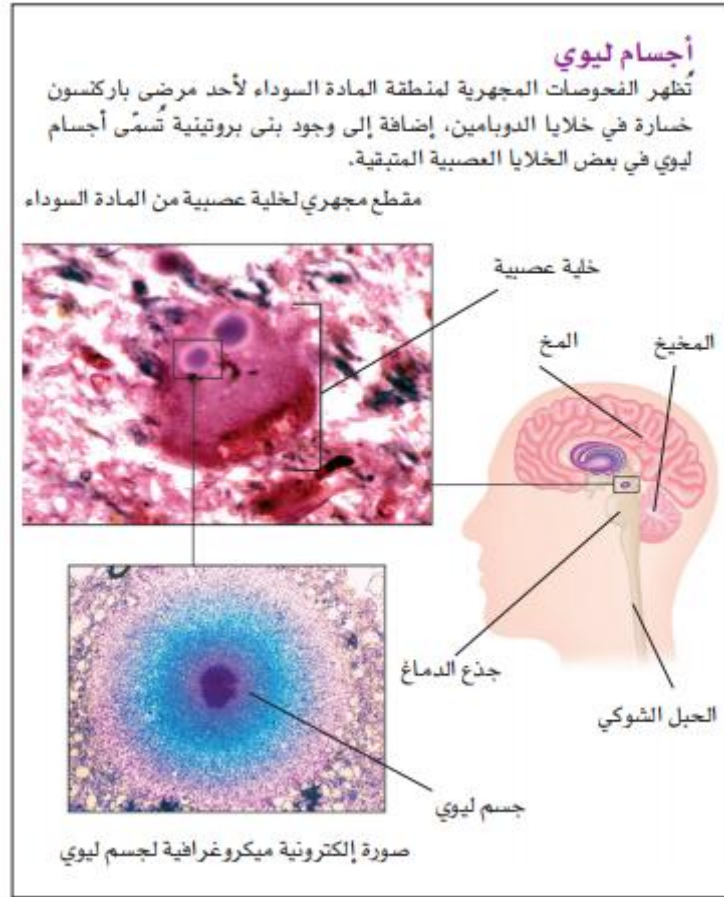 أجسام ليوي
تُظهر الفحوصات المجهرية لمنطقة المادة السوداء لأحد مرضى باركنسون
خسارة في خلايا الدوبامين، إضافة إلى وجود بنى بروتينية تُسمّى أجسام
ليوي في بعض الخلايا العصبية المتبقية.
مقطع مجهري لخلية عصبية من المادة السوداء
خلية عصبية
المخ
المخيخ
جذع الدماغ
الحبل الشوكي
جسم ليوي
صورة إلكترونية ميكروغرافية لجسم ليوي